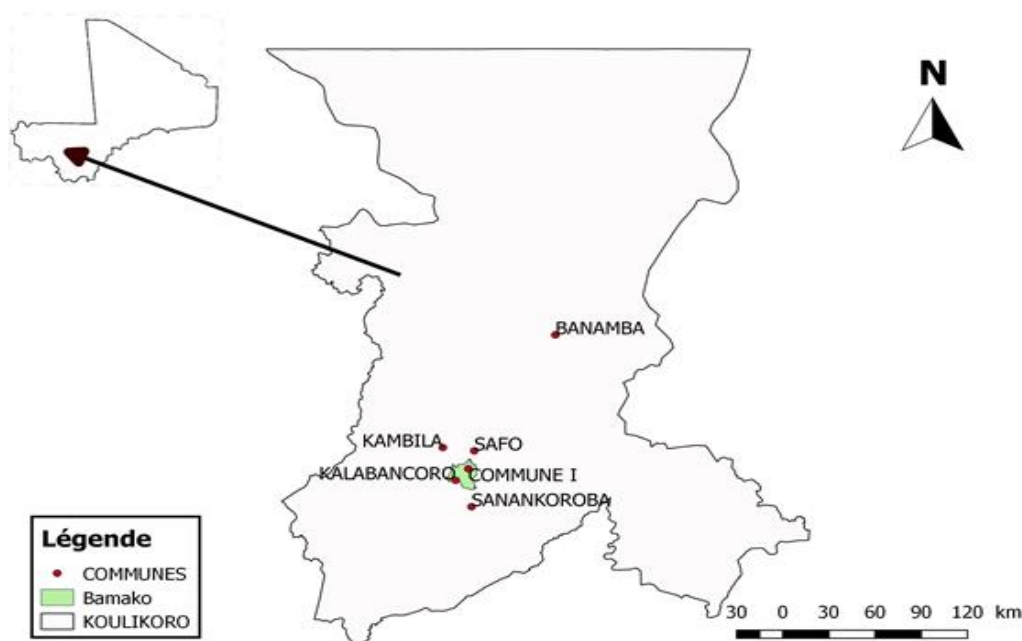 N
BANAMBA
KAMBILA
SAFO
KALABANCORO
COMMUNE I
SANANKOROBA
Légende
COMMUNES
Bamako
KOULIKORO
30 0 30 60 90 120 km